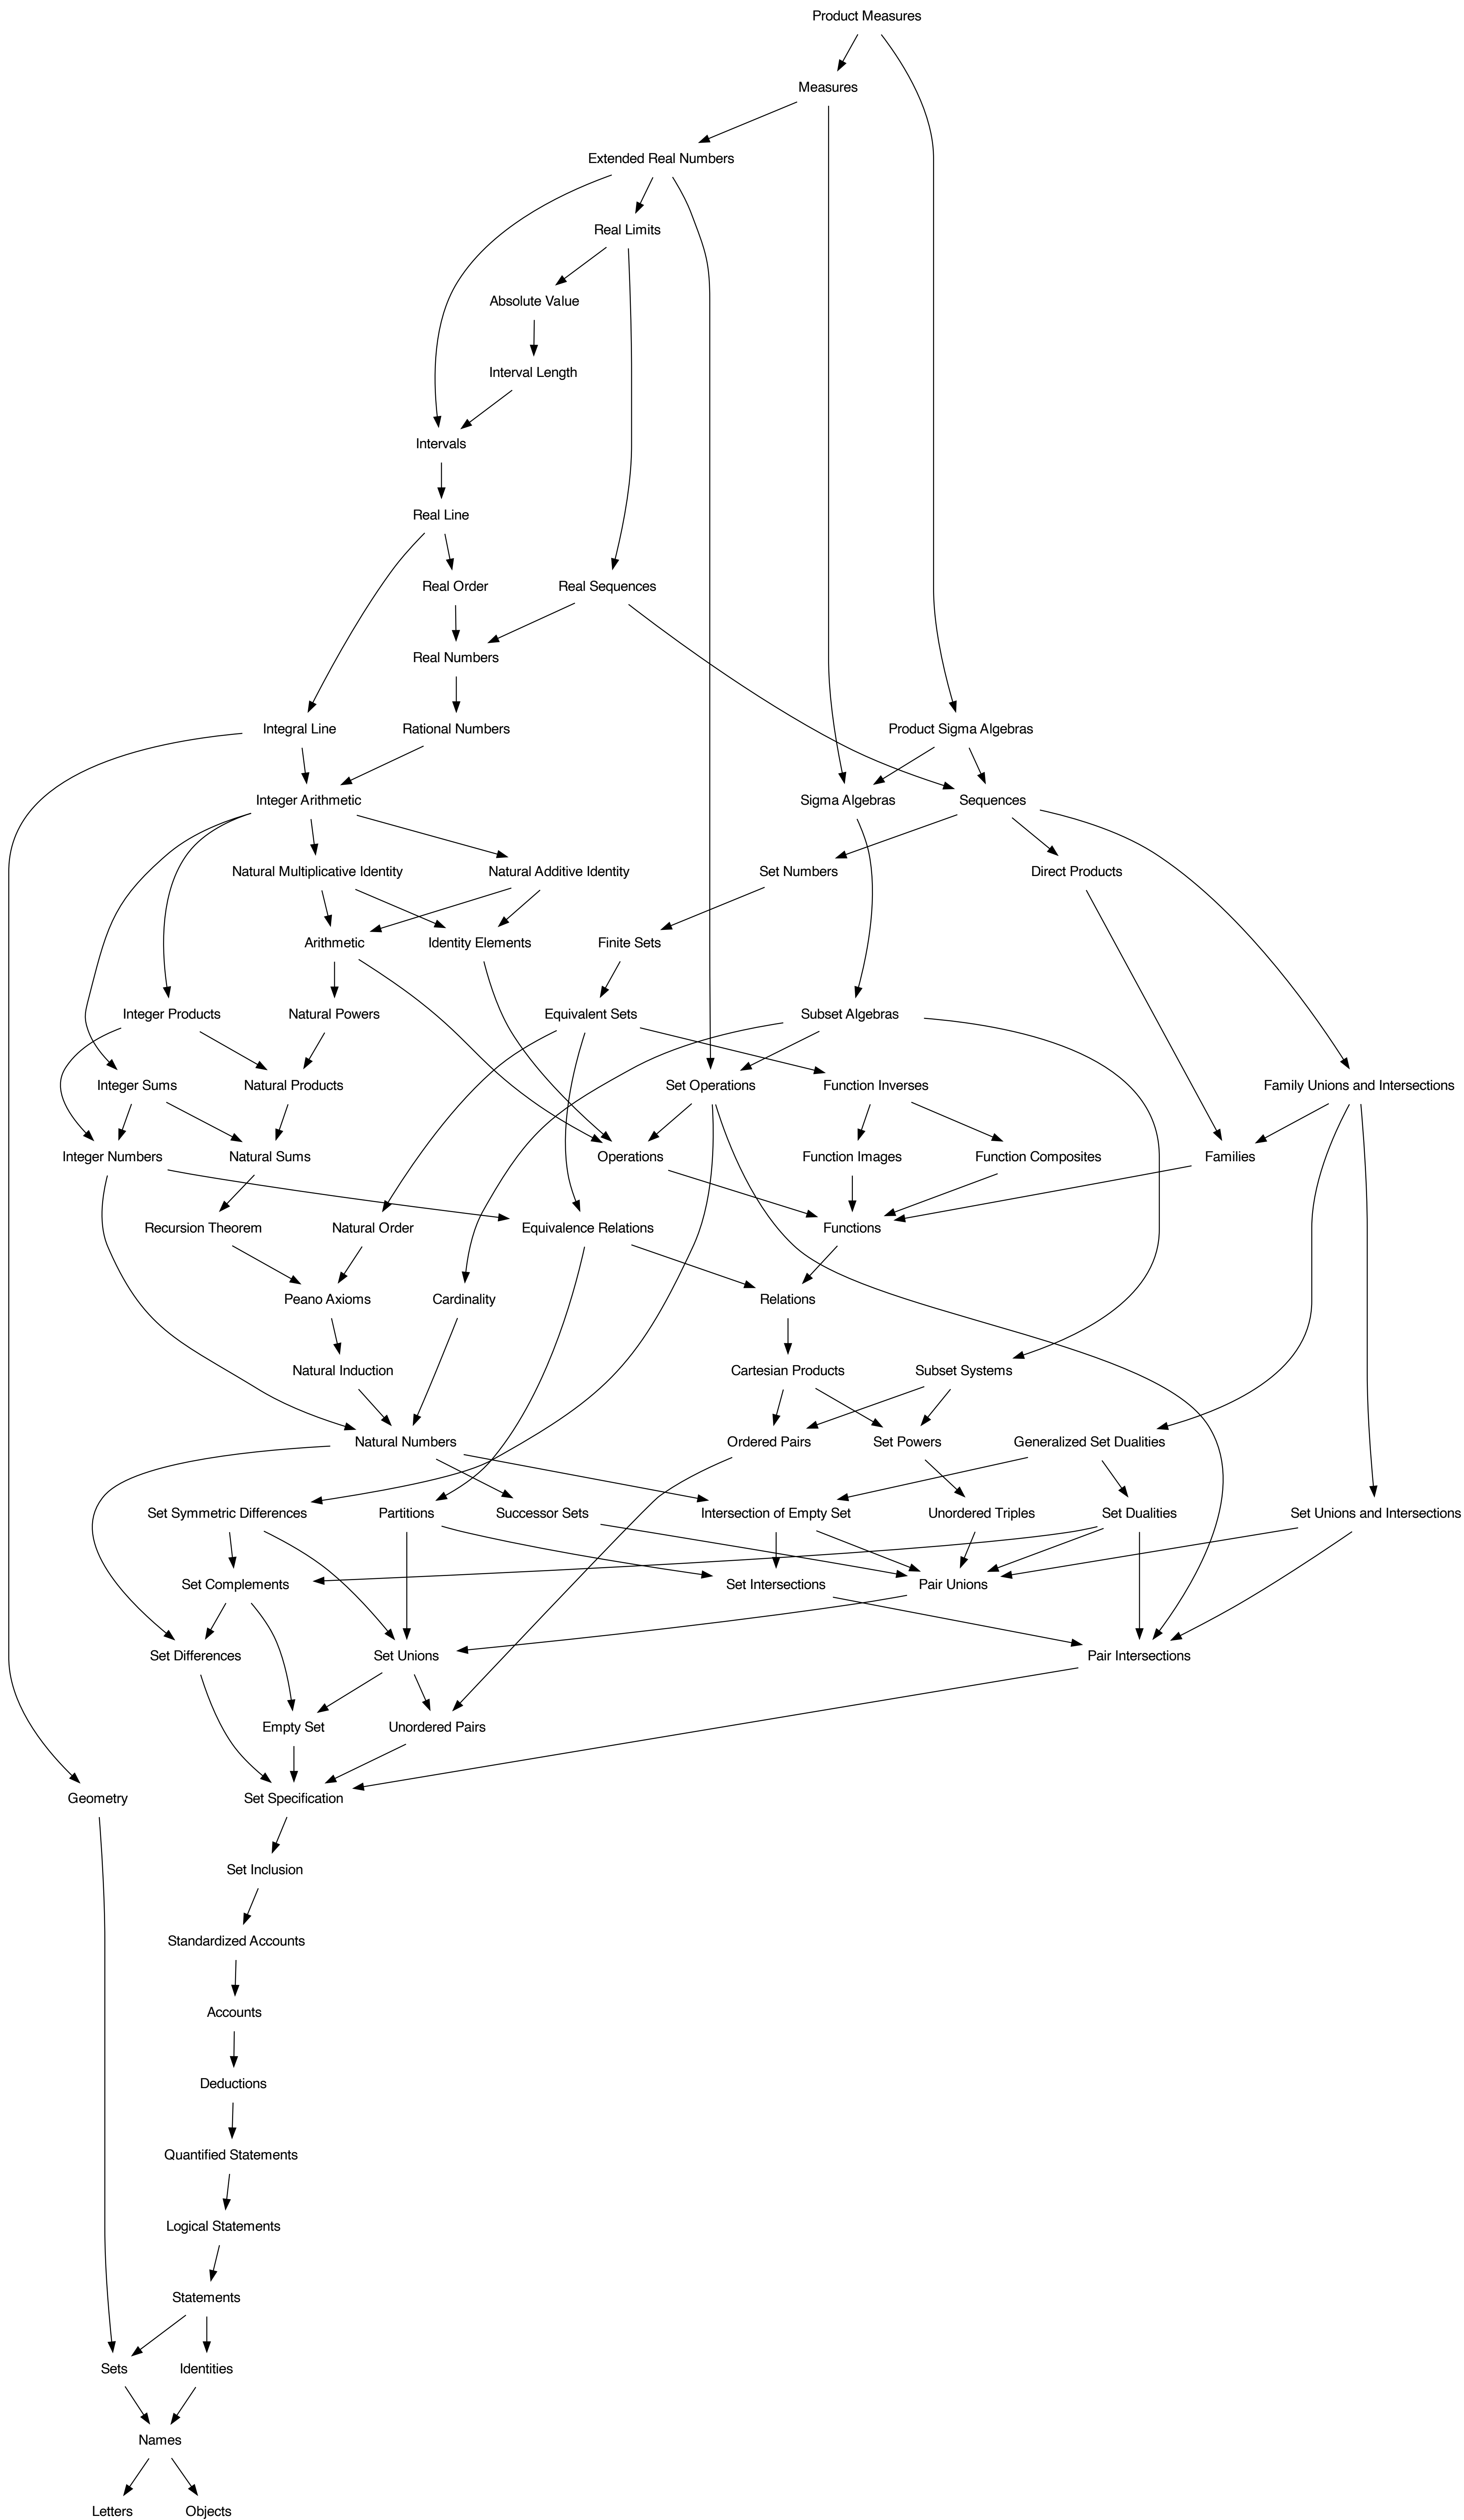 Product Measures
Measures
Extended Real Numbers
Real Limits
Absolute Value
Interval Length
Intervals
Real Line
Real Order
Real Sequences
Real Numbers
Integral Line
Rational Numbers
Product Sigma Algebras
Integer Arithmetic
Sigma Algebras
Sequences
Natural Multiplicative Identity
Natural Additive Identity
Set Numbers
Direct Products
Arithmetic
Identity Elements
Finite Sets
Integer Products
Natural Powers
Equivalent Sets
Subset Algebras
Integer Sums
Natural Products
Set Operations
Function Inverses
Family Unions and Intersections
Integer Numbers
Natural Sums
Operations
Function Images
Function Composites
Families
Recursion Theorem
Natural Order
Equivalence Relations
Functions
Peano Axioms
Cardinality
Relations
Natural Induction
Cartesian Products
Subset Systems
Natural Numbers
Ordered Pairs
Set Powers
Generalized Set Dualities
Set Symmetric Differences
Partitions
Successor Sets
Intersection of Empty Set
Unordered Triples
Set Dualities
Set Unions and Intersections
Set Complements
Set Intersections
Pair Unions
Set Differences
Set Unions
Pair Intersections
Empty Set
Unordered Pairs
Geometry
Set Specification
Set Inclusion
Standardized Accounts
Accounts
Deductions
Quantified Statements
Logical Statements
Statements
Sets
Identities
Names
Letters
Objects